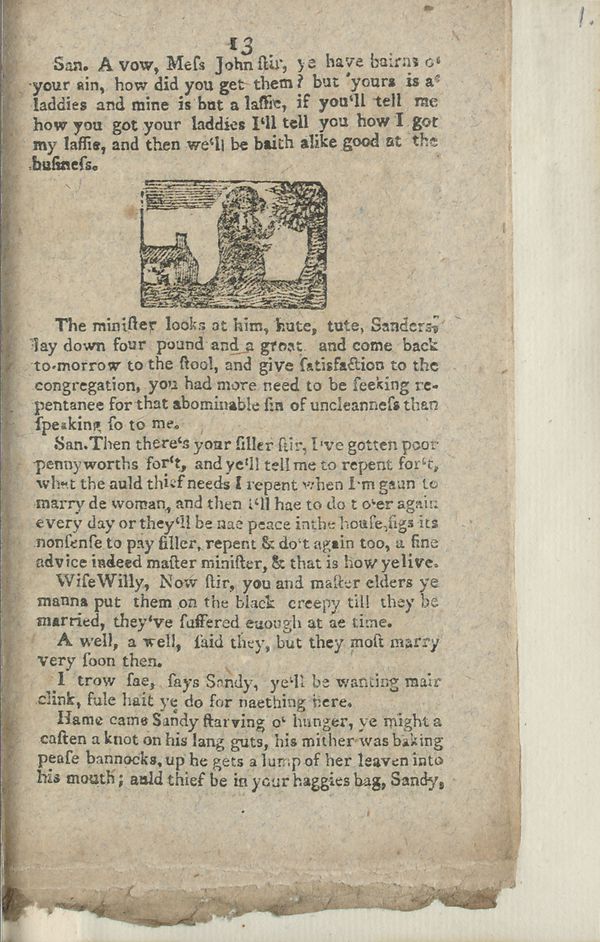 1.
13
San. A vow, Meſs John ſtir, ye have bairns o‘
your ain, how did you get them? but yours is a‘
laddies and mine is but a laſſie, if you‘ll tell me
how you got your laddies I‘ll tell you how I got
my laſſie, and then we‘ll be baith alike good at the
buſineſs.
The miniſter looks at him, hute, tute, Sanders,
lay down four pound and a groat and come back
to-morrow to the ſtool, and give ſatisfaction to the
congregation, you had more need to be ſeeking re-
pentanee for that abominable ſin of uncleanneſs than
ſpeaking ſo to me.
San. Then there‘s your ſiller ſtir, I‘ve gotten poor
pennyworths for‘t, and ye'll tell me to repent for‘t,
what the auld thief needs I repent when I‘m gaun to
marry de woman, and then i‘ll hae to do t o‘er again
every day or they‘ll be nae peace inthe houſe, ſigs its
nonſenſe to pay ſiller, repent & do‘t again too, a fine
advice indeed maſter miniſter, & that is how ye live.
Wiſe Willy, Now ſtir, you and maſter elders ye
manna put them on the black creepy till they be
married, they‘ve ſuffered enough at ae time.
A well, a well, ſaid they, but they moſt marry
very ſoon then.
I trow ſae, ſays Sandy, ye‘ll be wanting mair
clink, fule hait ye do for naething here.
Hame came Sandy ſtarving o‘ hunger, ye might a
caſten a knot on his lang guts, his mither was baking
peaſe bannocks, up he gets a lump of her leaven into
his mouth; auld thief be in your haggies bag, Sandy,